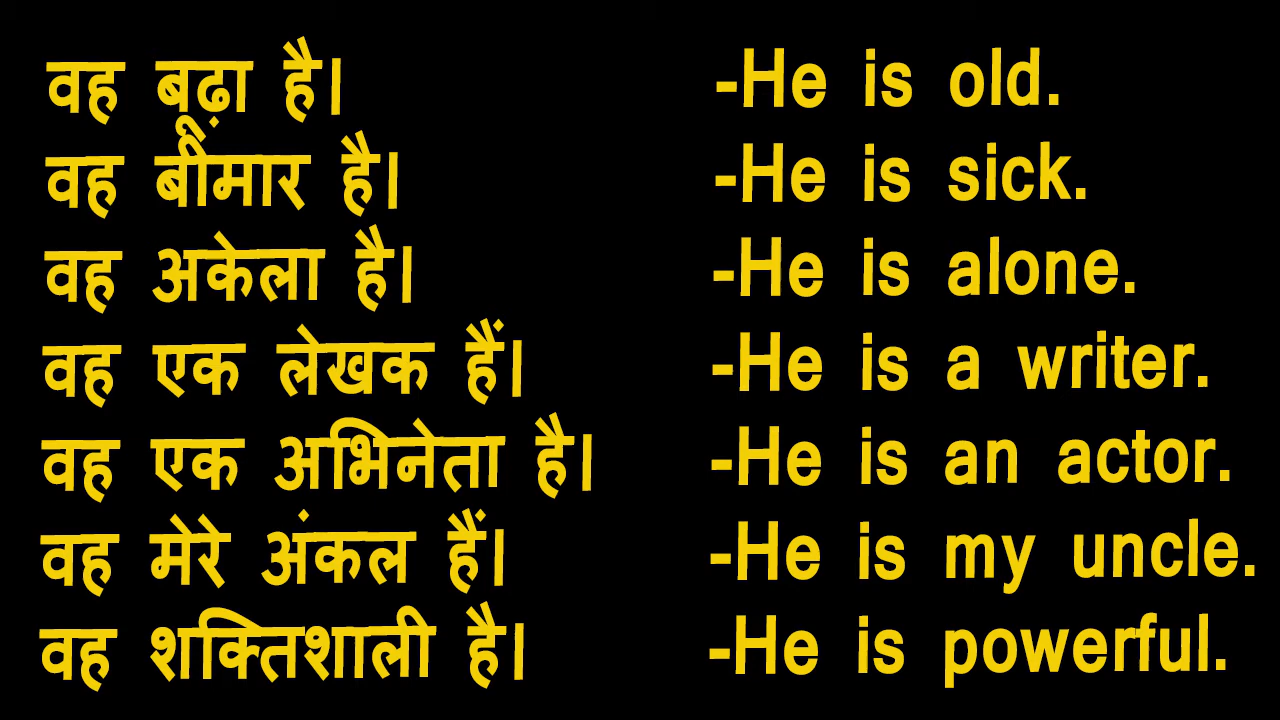 वह बूढ़ा है। -He is old.
वह बीमार है। -He is sick.
वह अकेला है। -He is alone.
वह एक लेखक हैं। -He is a writer.
वह एक अभिनेता है। -He is an actor.
वह मेरे अंकल हैं। -He is my uncle.
वह शक्तिशाली है। -He is powerful.